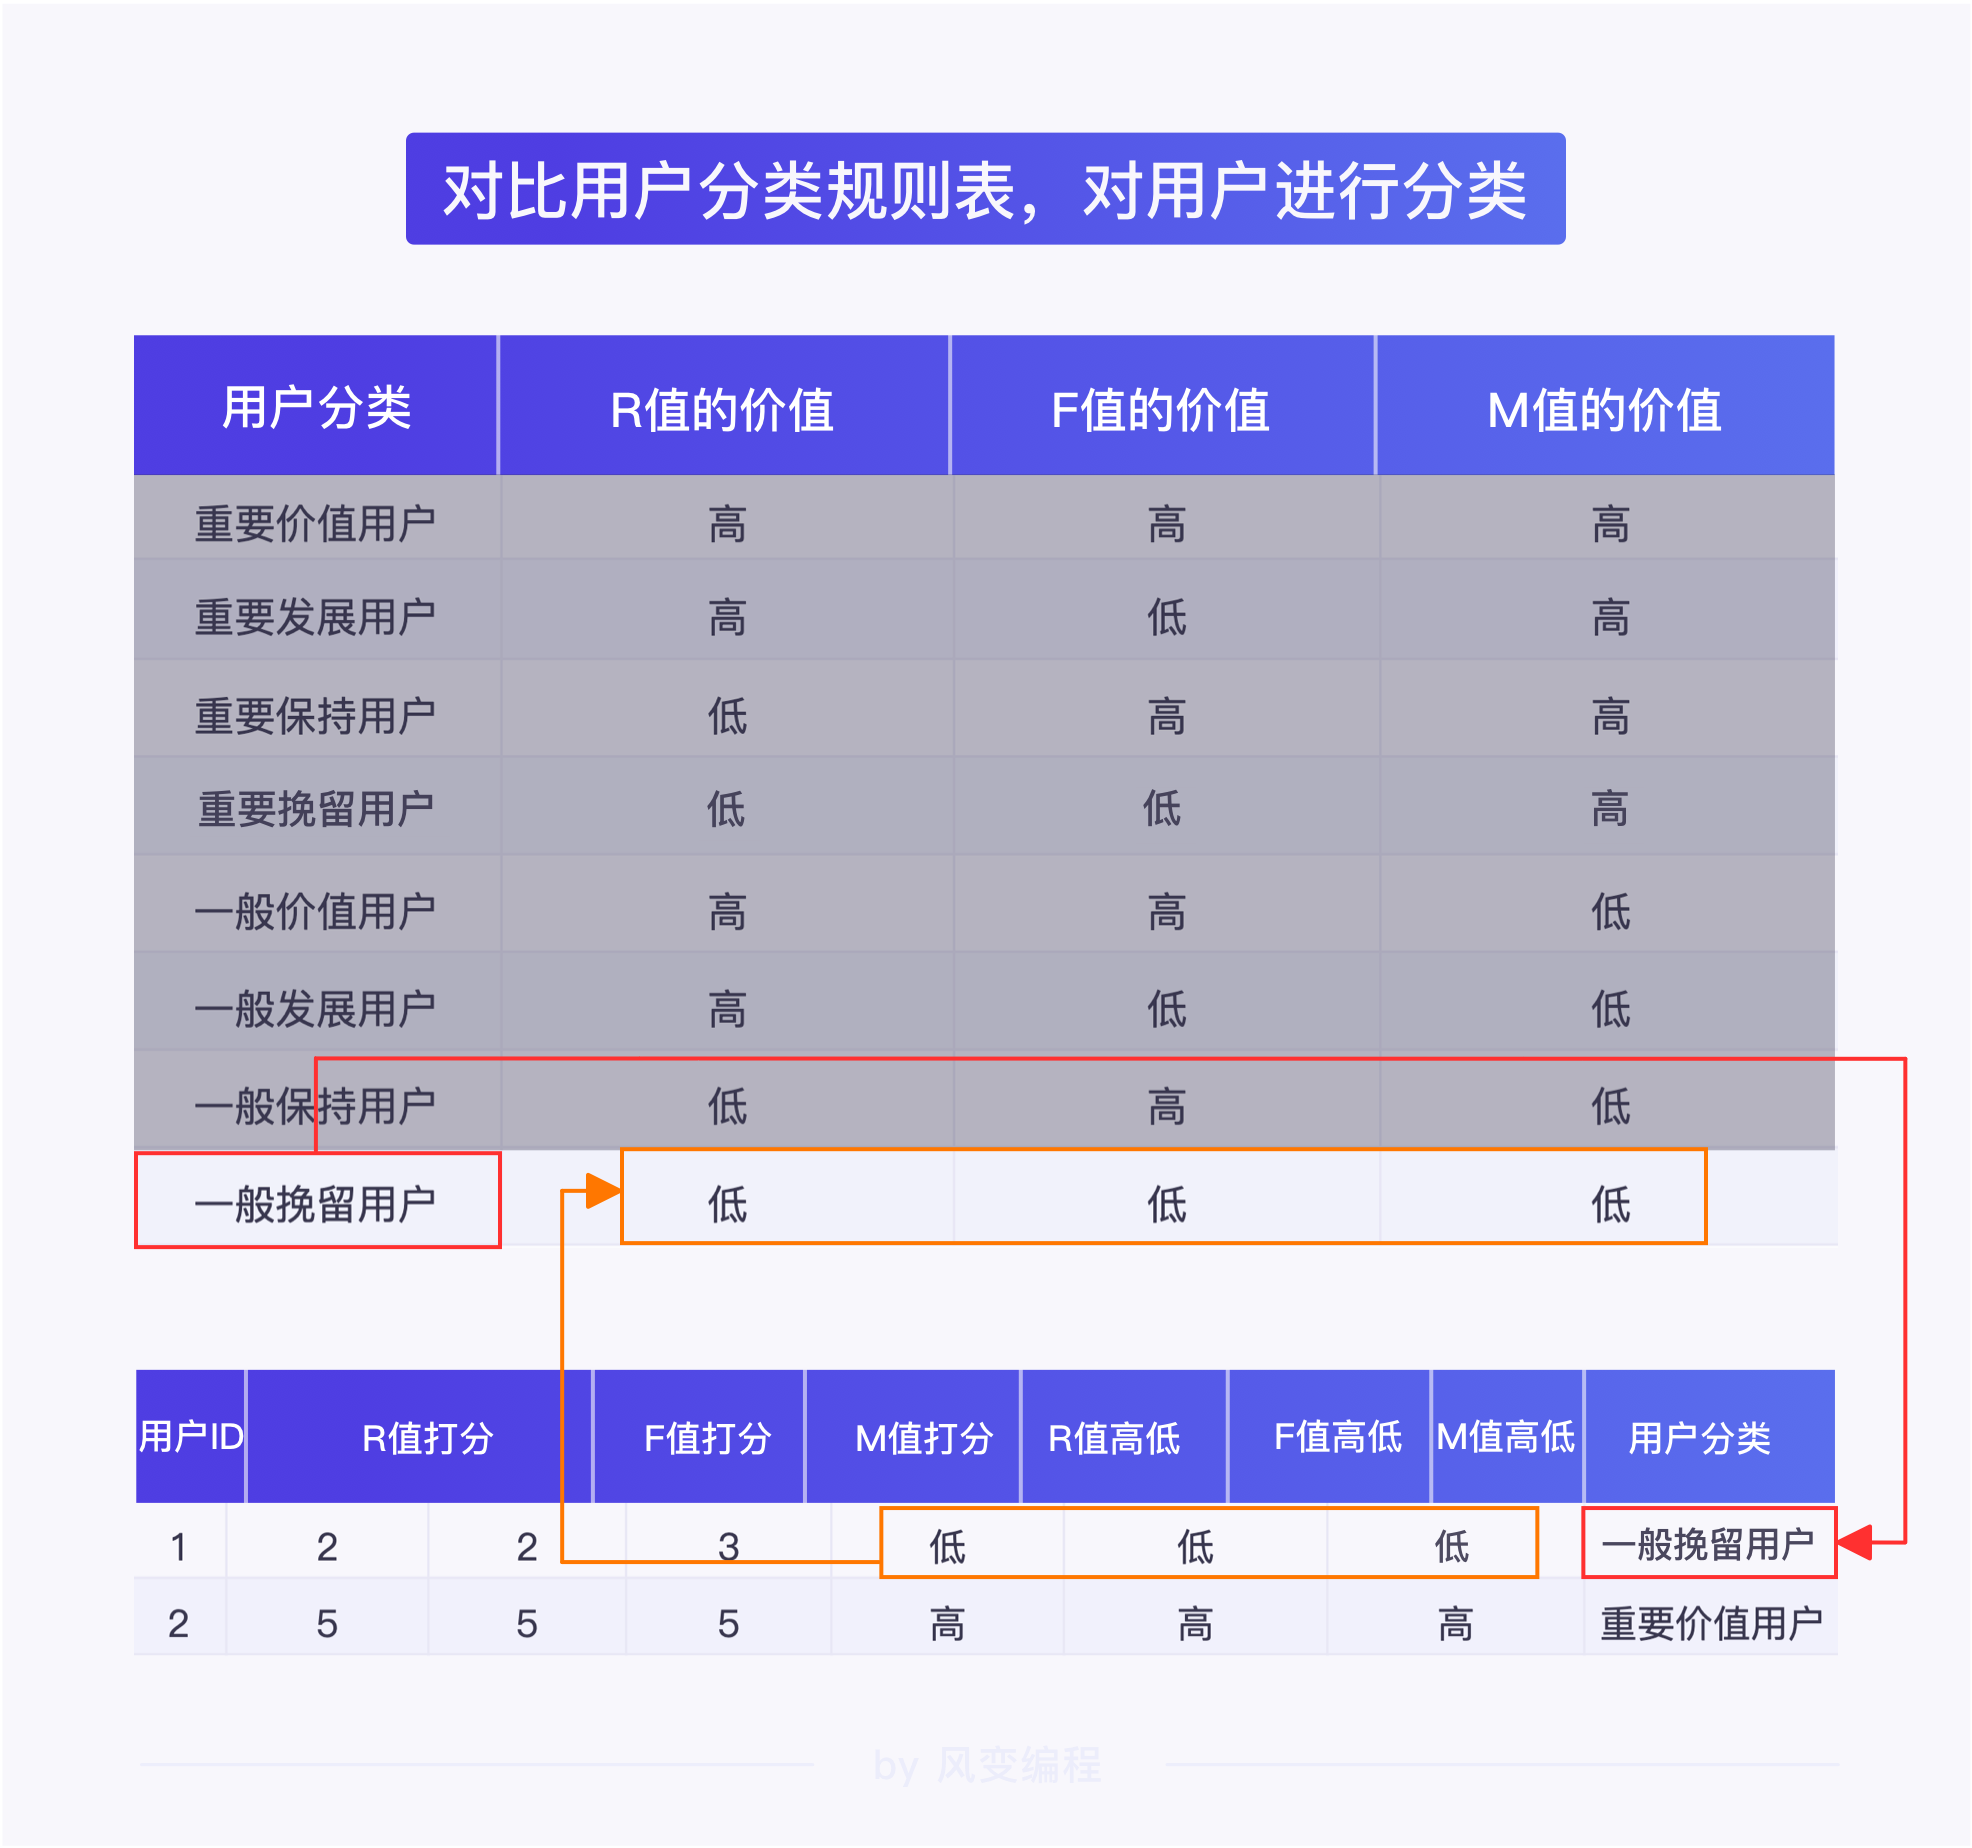 对比用户分类规则表，对用户进行分类
用户分类 R值的价值 F值的价值 M值的价值
重要价值用户 高 高 高
重要发展用户 高 低 高
重要保持用户 低 高 高
重要挽留用户 低 低 高
一般价值用户 高 高 低
一般发展用户 高 低 低
一般保持用户 低 高 低
一般挽留用户 低 低 低
用户ID R值打分 F值打分 M值打分 R值高低 F值高低 M值高低 用户分类
1 2 2 3 低 低 低 一般挽留用户
2 5 5 5 高 高 高 重要价值用户
by 风变编程